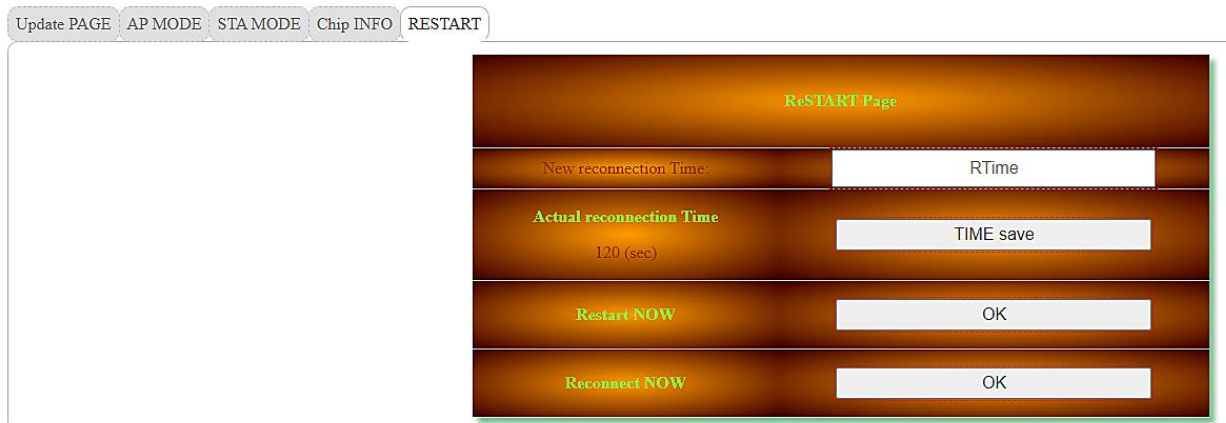 Update PAGE AP MODE STA MODE Chip INFO RESTART
ReSTART Page
New reconnection Time: RTime
Actual reconnection Time
120 (sec)
TIME save
Restart NOW OK
Reconnect NOW OK